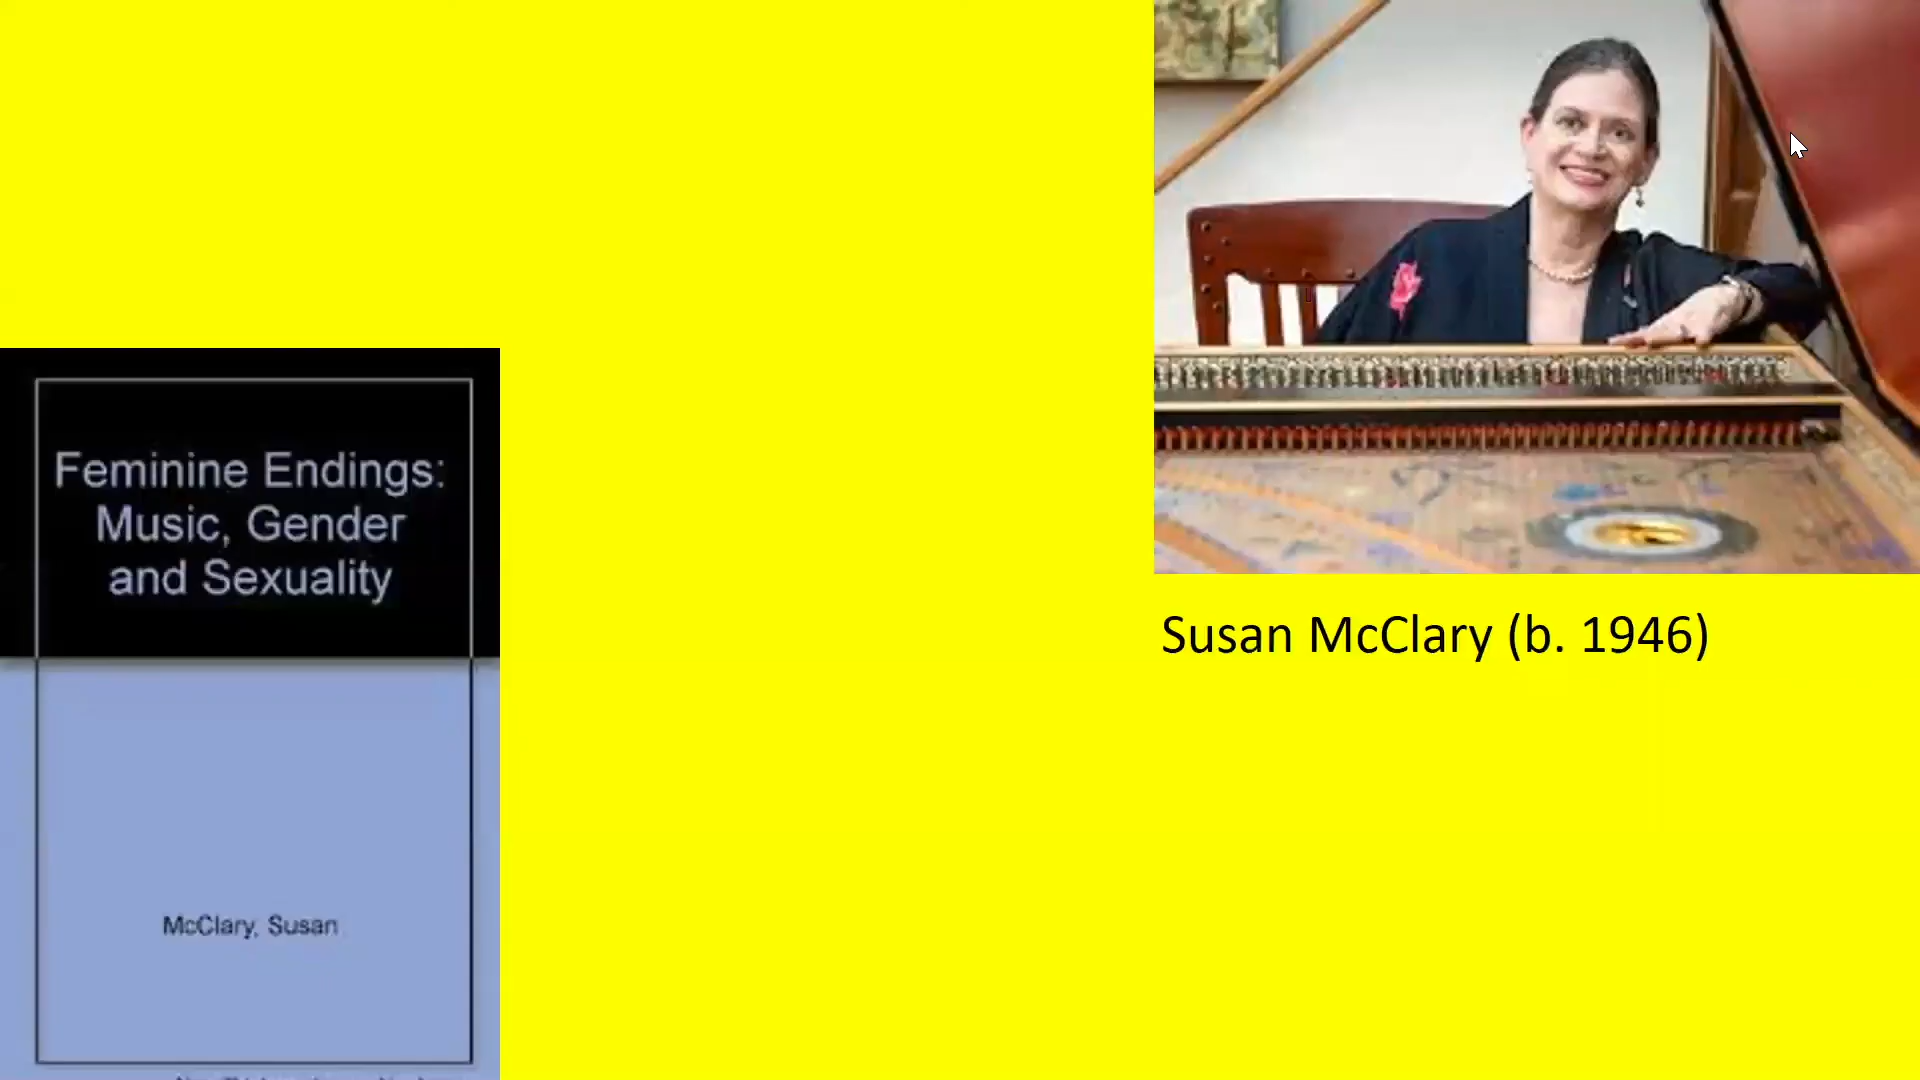 Feminine Endings:
Music, Gender
and Sexuality
McClary, Susan
Susan McClary (b. 1946)